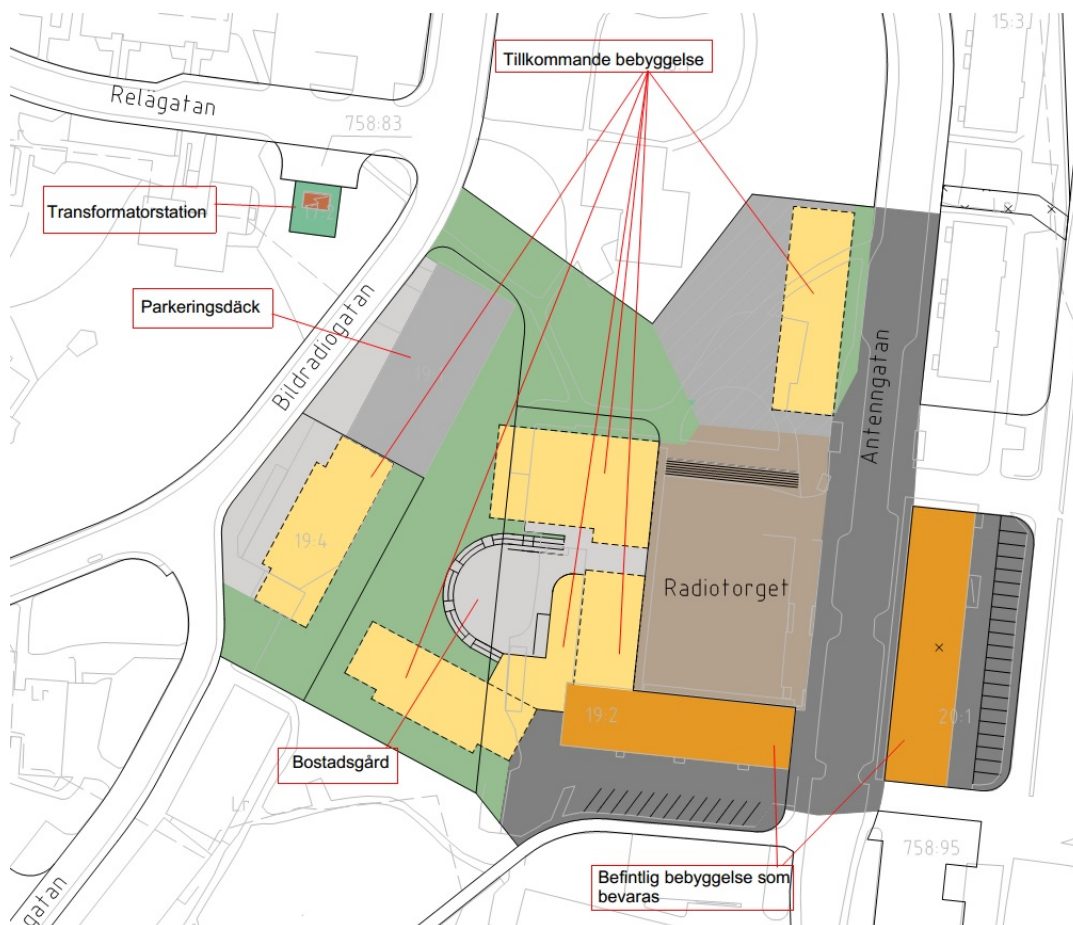 15:3
Tillkommande bebyggelse
Relägatan
758:83
Transformatorstation
Parkeringsdäck
Bildradiogatan
Antenngatan
19:4
Radiotorget
19:2
20:1
Bostadsgård
Lr
758:95
Befintlig bebyggelse som
bevaras
gatan